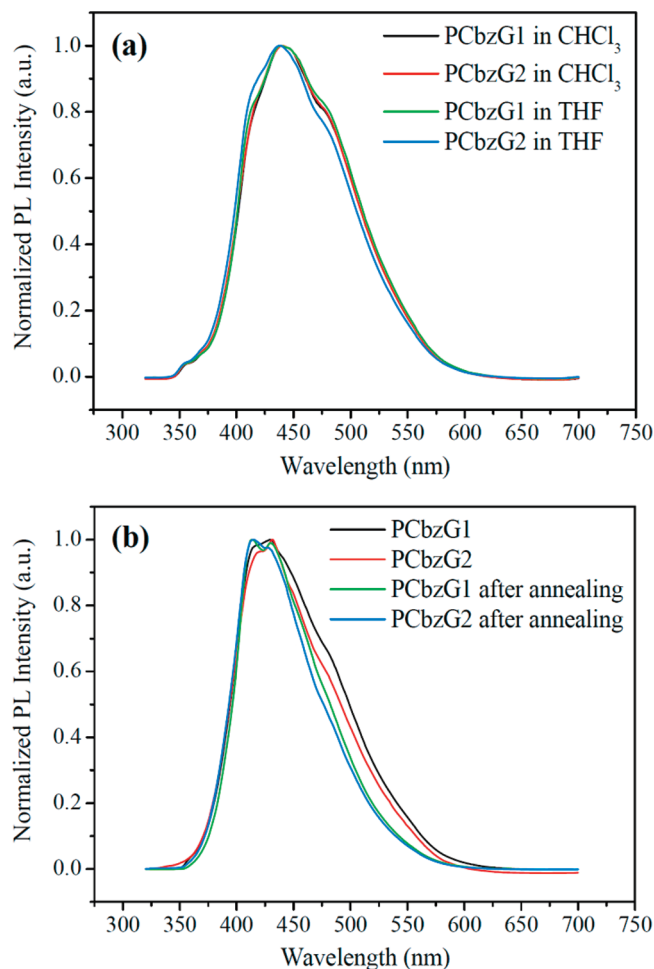 (a)
PCbzG1 in CHCl₃
PCbzG2 in CHCl₃
PCbzG1 in THF
PCbzG2 in THF
Normalized PL Intensity (a.u.)
1.0
0.8
0.6
0.4
0.2
0.0
300 350 400 450 500 550 600 650 700 750
Wavelength (nm)
(b)
PCbzG1
PCbzG2
PCbzG1 after annealing
PCbzG2 after annealing
Normalized PL Intensity (a.u.)
1.0
0.8
0.6
0.4
0.2
0.0
300 350 400 450 500 550 600 650 700 750
Wavelength (nm)